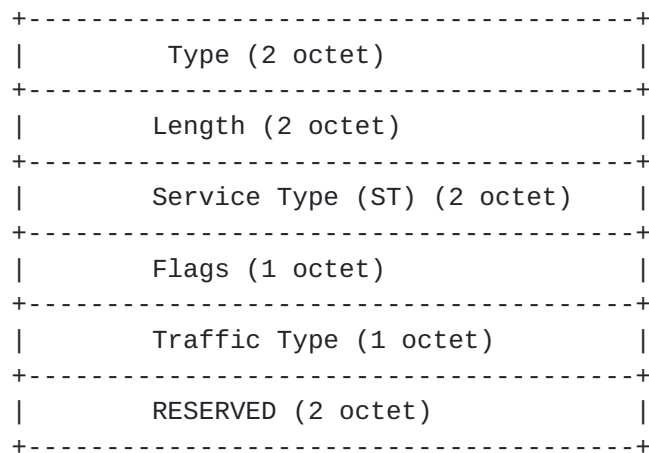 +---------------------------------------+
|         Type (2 octet)                |
+---------------------------------------+
|        Length (2 octet)               |
+---------------------------------------+
|        Service Type (ST) (2 octet)    |
+---------------------------------------+
|        Flags (1 octet)                |
+---------------------------------------+
|        Traffic Type (1 octet)         |
+---------------------------------------+
|        RESERVED (2 octet)             |
+---------------------------------------+